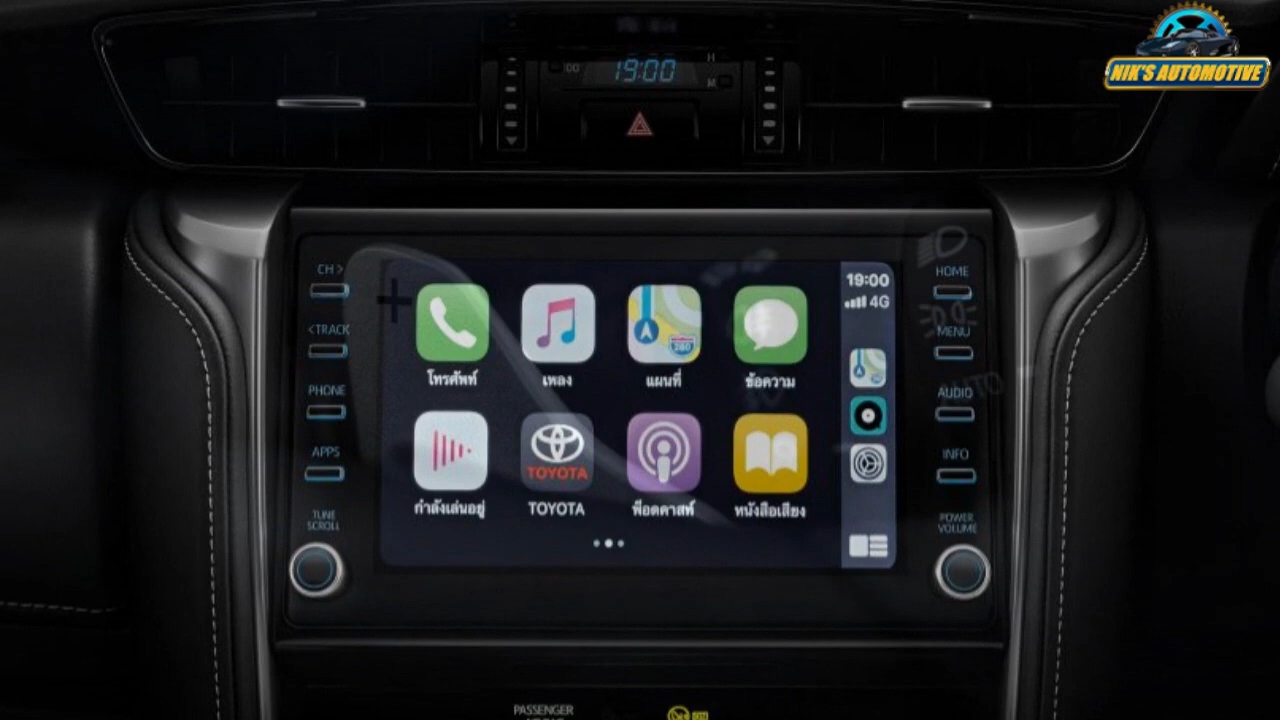 NIK'S AUTOMOTIVE
H
19:00
M
CH >
<TRACK
PHONE
APPS
TUNE
SCROLL
19:00
4G
280
โทรศัพท์
เพลง
แผนที่
ข้อความ
TOYOTA
กำลังเล่นอยู่
TOYOTA
พ็อดคาสท์
หนังสือเสียง
HOME
MENU
AUDIO
INFO
POWER
VOLUME
AUTO
PASSENGER